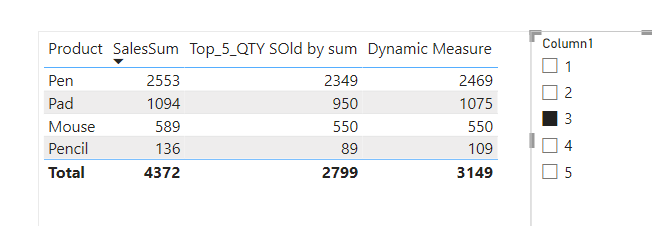 Product SalesSum Top_5_QTY SOld by sum Dynamic Measure
Pen 2553 2349 2469
Pad 1094 950 1075
Mouse 589 550 550
Pencil 136 89 109
Total 4372 2799 3149
Column1
1
2
3
4
5